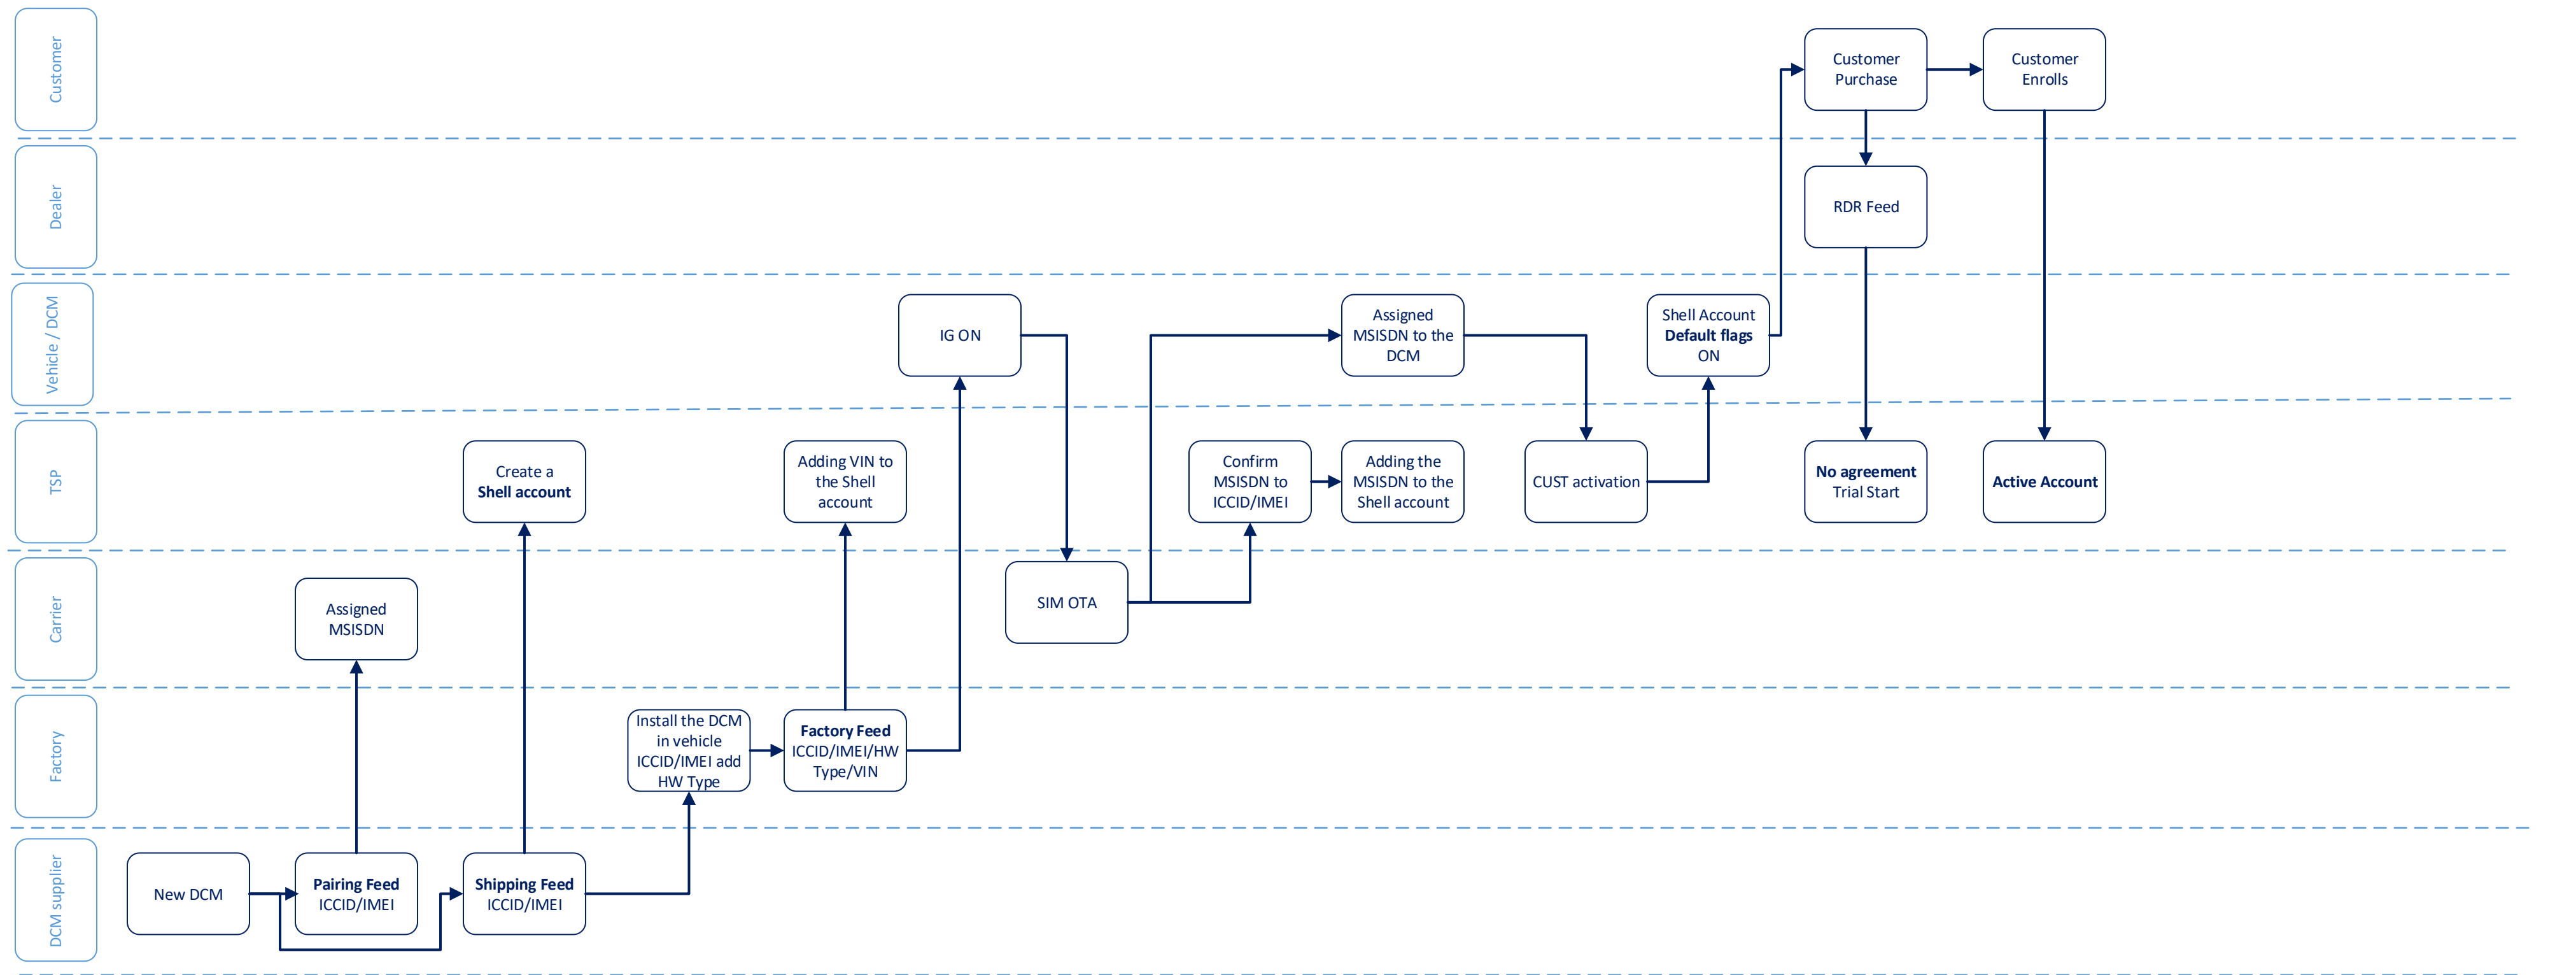 Customer
Customer
Purchase
Customer
Enrolls
Dealer
RDR Feed
Vehicle / DCM
IG ON
Assigned
MSISDN to the
DCM
Shell Account
Default flags
ON
TSP
Create a
Shell account
Adding VIN to
the Shell
account
Confirm
MSISDN to
ICCID/IMEI
Adding the
MSISDN to the
Shell account
CUST activation
No agreement
Trial Start
Active Account
Carrier
Assigned
MSISDN
SIM OTA
Factory
Install the DCM
in vehicle
ICCID/IMEI add
HW Type
Factory Feed
ICCID/IMEI/HW
Type/VIN
DCM supplier
New DCM
Pairing Feed
ICCID/IMEI
Shipping Feed
ICCID/IMEI